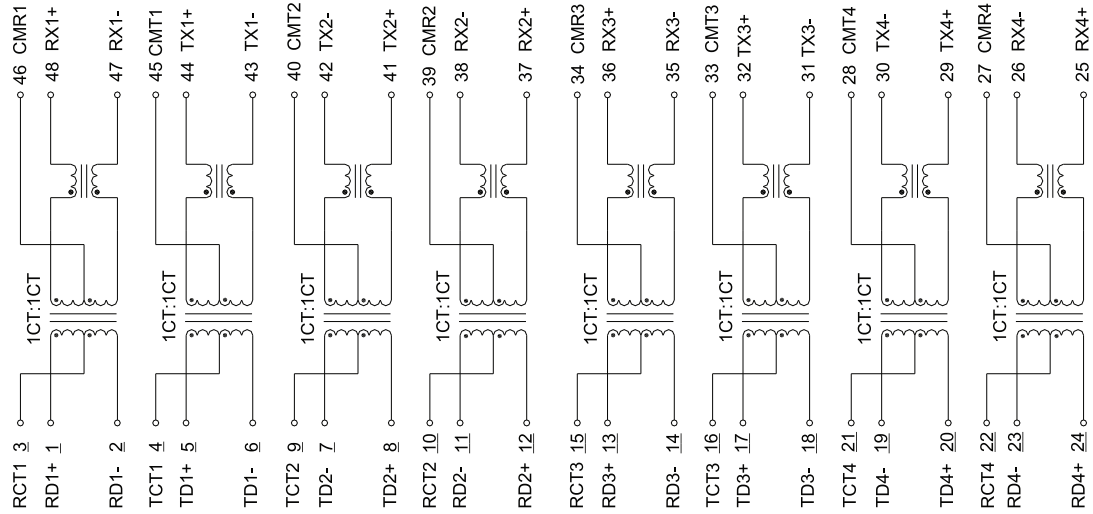 RCT1 3 46 CMR1
1CT:1CT
RD1+ 1 48 RX1+
RD1- 2 47 RX1-
TCT1 4 45 CMT1
1CT:1CT
TD1+ 5 44 TX1+
TD1- 6 43 TX1-
TCT2 9 40 CMT2
1CT:1CT
TD2- 7 42 TX2-
TD2+ 8 41 TX2+
RCT2 10 39 CMR2
1CT:1CT
RD2- 11 38 RX2-
RD2+ 12 37 RX2+
RCT3 15 34 CMR3
1CT:1CT
RD3+ 13 36 RX3+
RD3- 14 35 RX3-
TCT3 16 33 CMT3
1CT:1CT
TD3+ 17 32 TX3+
TD3- 18 31 TX3-
TCT4 21 28 CMT4
1CT:1CT
TD4- 19 30 TX4-
TD4+ 20 29 TX4+
RCT4 22 27 CMR4
1CT:1CT
RD4- 23 26 RX4-
RD4+ 24 25 RX4+